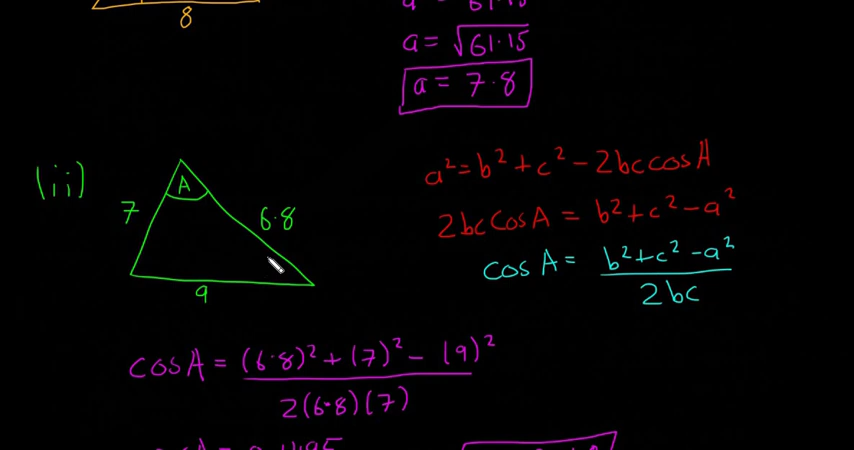 8
a = √61.15
a = 7.8
(ii)
A
7
6.8
9
a² = b² + c² - 2bc cos A
2bc Cos A = b² + c² - a²
cos A = (b² + c² - a²) / 2bc
cos A = ((6.8)² + (7)² - (9)²) / 2(6.8)(7)